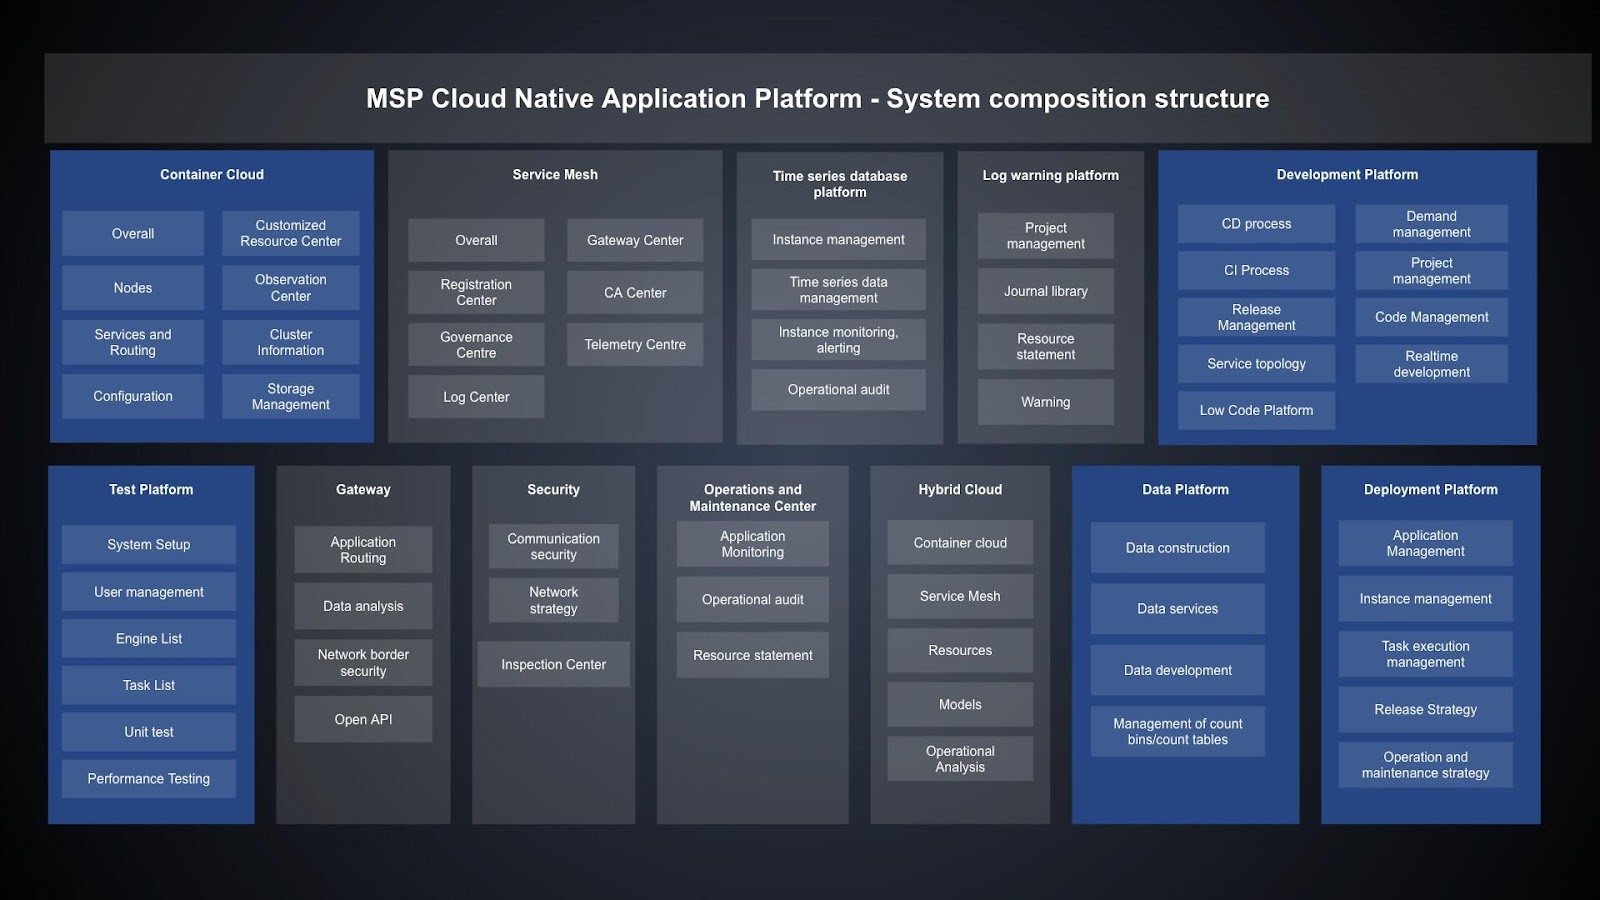 MSP Cloud Native Application Platform - System composition structure
Container Cloud
Overall
Nodes
Services and
Routing
Configuration
Customized
Resource Center
Observation
Center
Cluster
Information
Storage
Management
Service Mesh
Overall
Registration
Center
Governance
Centre
Log Center
Gateway Center
CA Center
Telemetry Centre
Time series database
platform
Instance management
Time series data
management
Instance monitoring,
alerting
Operational audit
Log warning platform
Project
management
Journal library
Resource
statement
Warning
Development Platform
CD process
CI Process
Release
Management
Service topology
Low Code Platform
Demand
management
Project
management
Code Management
Realtime
development
Test Platform
System Setup
User management
Engine List
Task List
Unit test
Performance Testing
Gateway
Application
Routing
Data analysis
Network border
security
Open API
Security
Communication
security
Network
strategy
Inspection Center
Operations and
Maintenance Center
Application
Monitoring
Operational audit
Resource statement
Hybrid Cloud
Container cloud
Service Mesh
Resources
Models
Operational
Analysis
Data Platform
Data construction
Data services
Data development
Management of count
bins/count tables
Deployment Platform
Application
Management
Instance management
Task execution
management
Release Strategy
Operation and
maintenance strategy